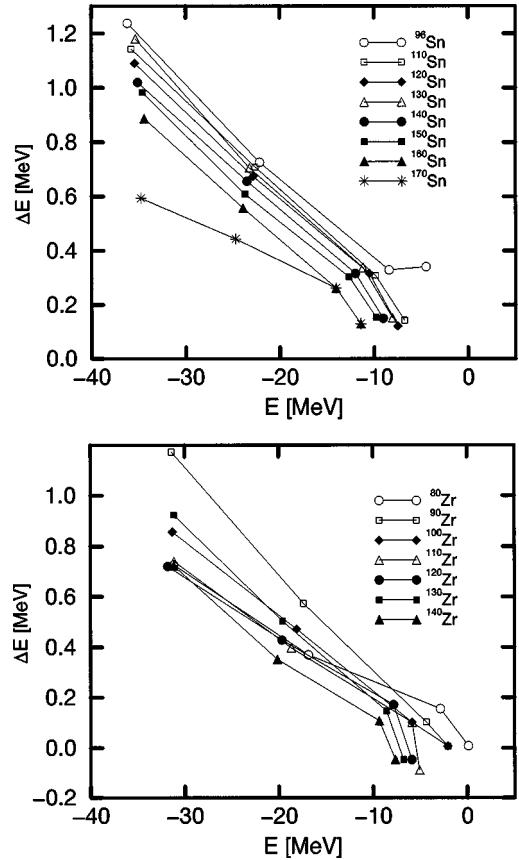 ΔE [MeV]
1.2
1.0
0.8
0.6
0.4
0.2
0.0
⁹⁶Sn
¹¹⁰Sn
¹²⁰Sn
¹³⁰Sn
¹⁴⁰Sn
¹⁵⁰Sn
¹⁶⁰Sn
¹⁷⁰Sn
−40 −30 −20 −10 0
E [MeV]
ΔE [MeV]
1.0
0.8
0.6
0.4
0.2
0.0
−0.2
⁸⁰Zr
⁹⁰Zr
¹⁰⁰Zr
¹¹⁰Zr
¹²⁰Zr
¹³⁰Zr
¹⁴⁰Zr
−40 −30 −20 −10 0
E [MeV]